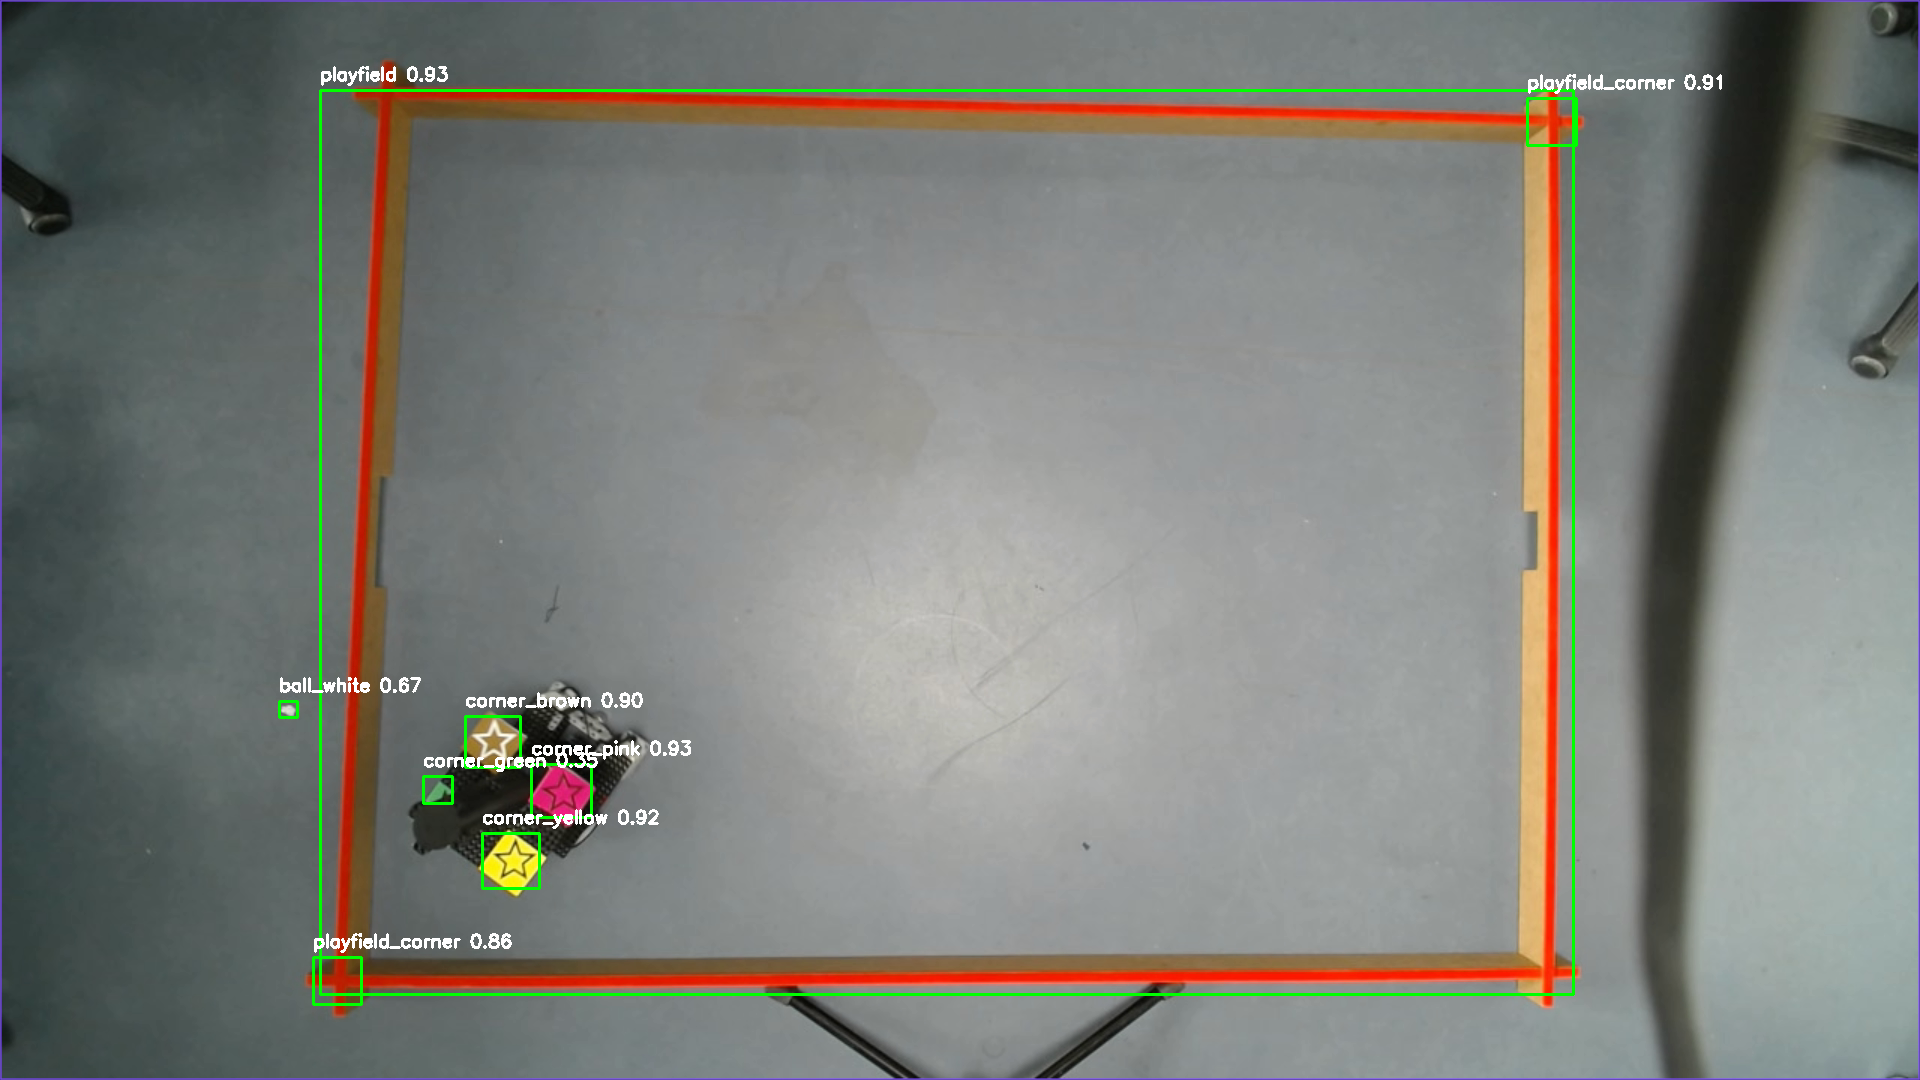 playfield 0.93
playfield_corner 0.91
ball_white 0.67
corner_brown 0.90
corner_pink 0.93
corner_green 0.35
corner_yellow 0.92
playfield_corner 0.86